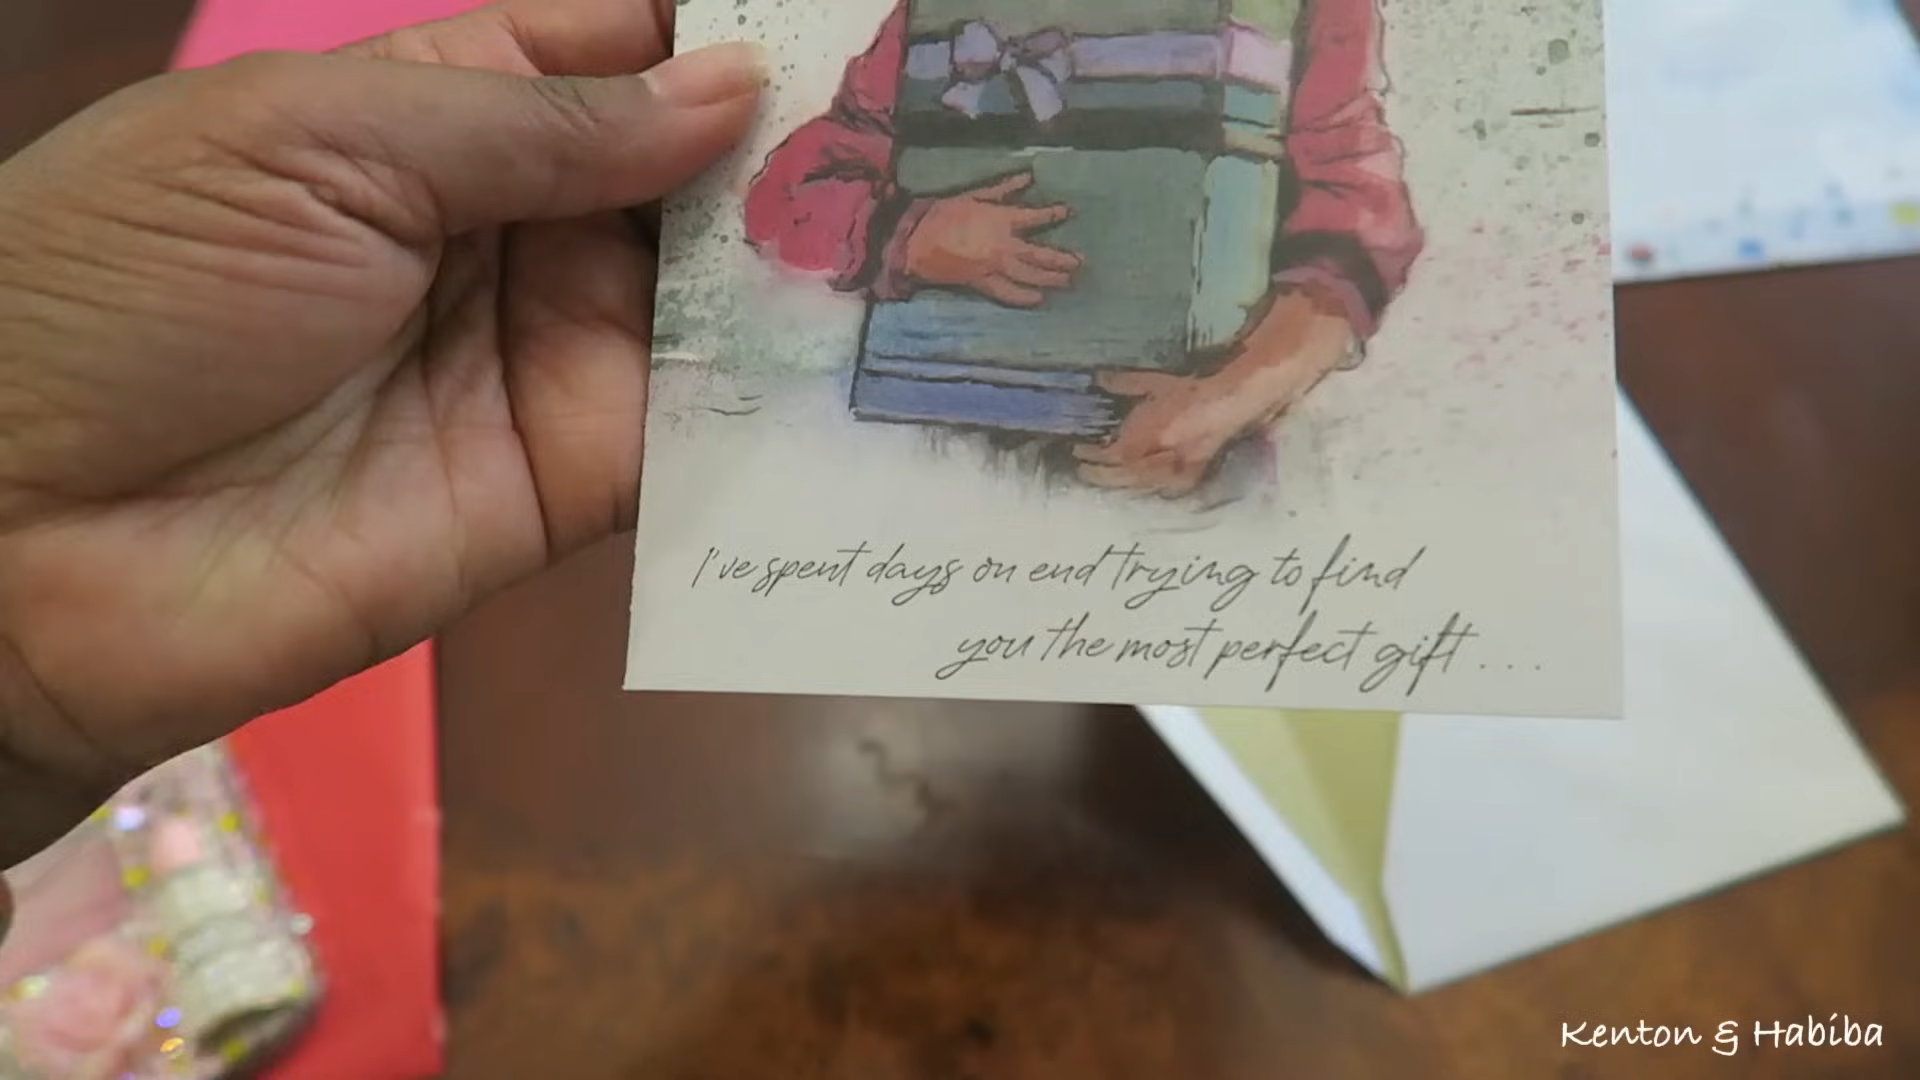 I've spent days on end trying to find
you the most perfect gift . . .
Kenton & Habiba